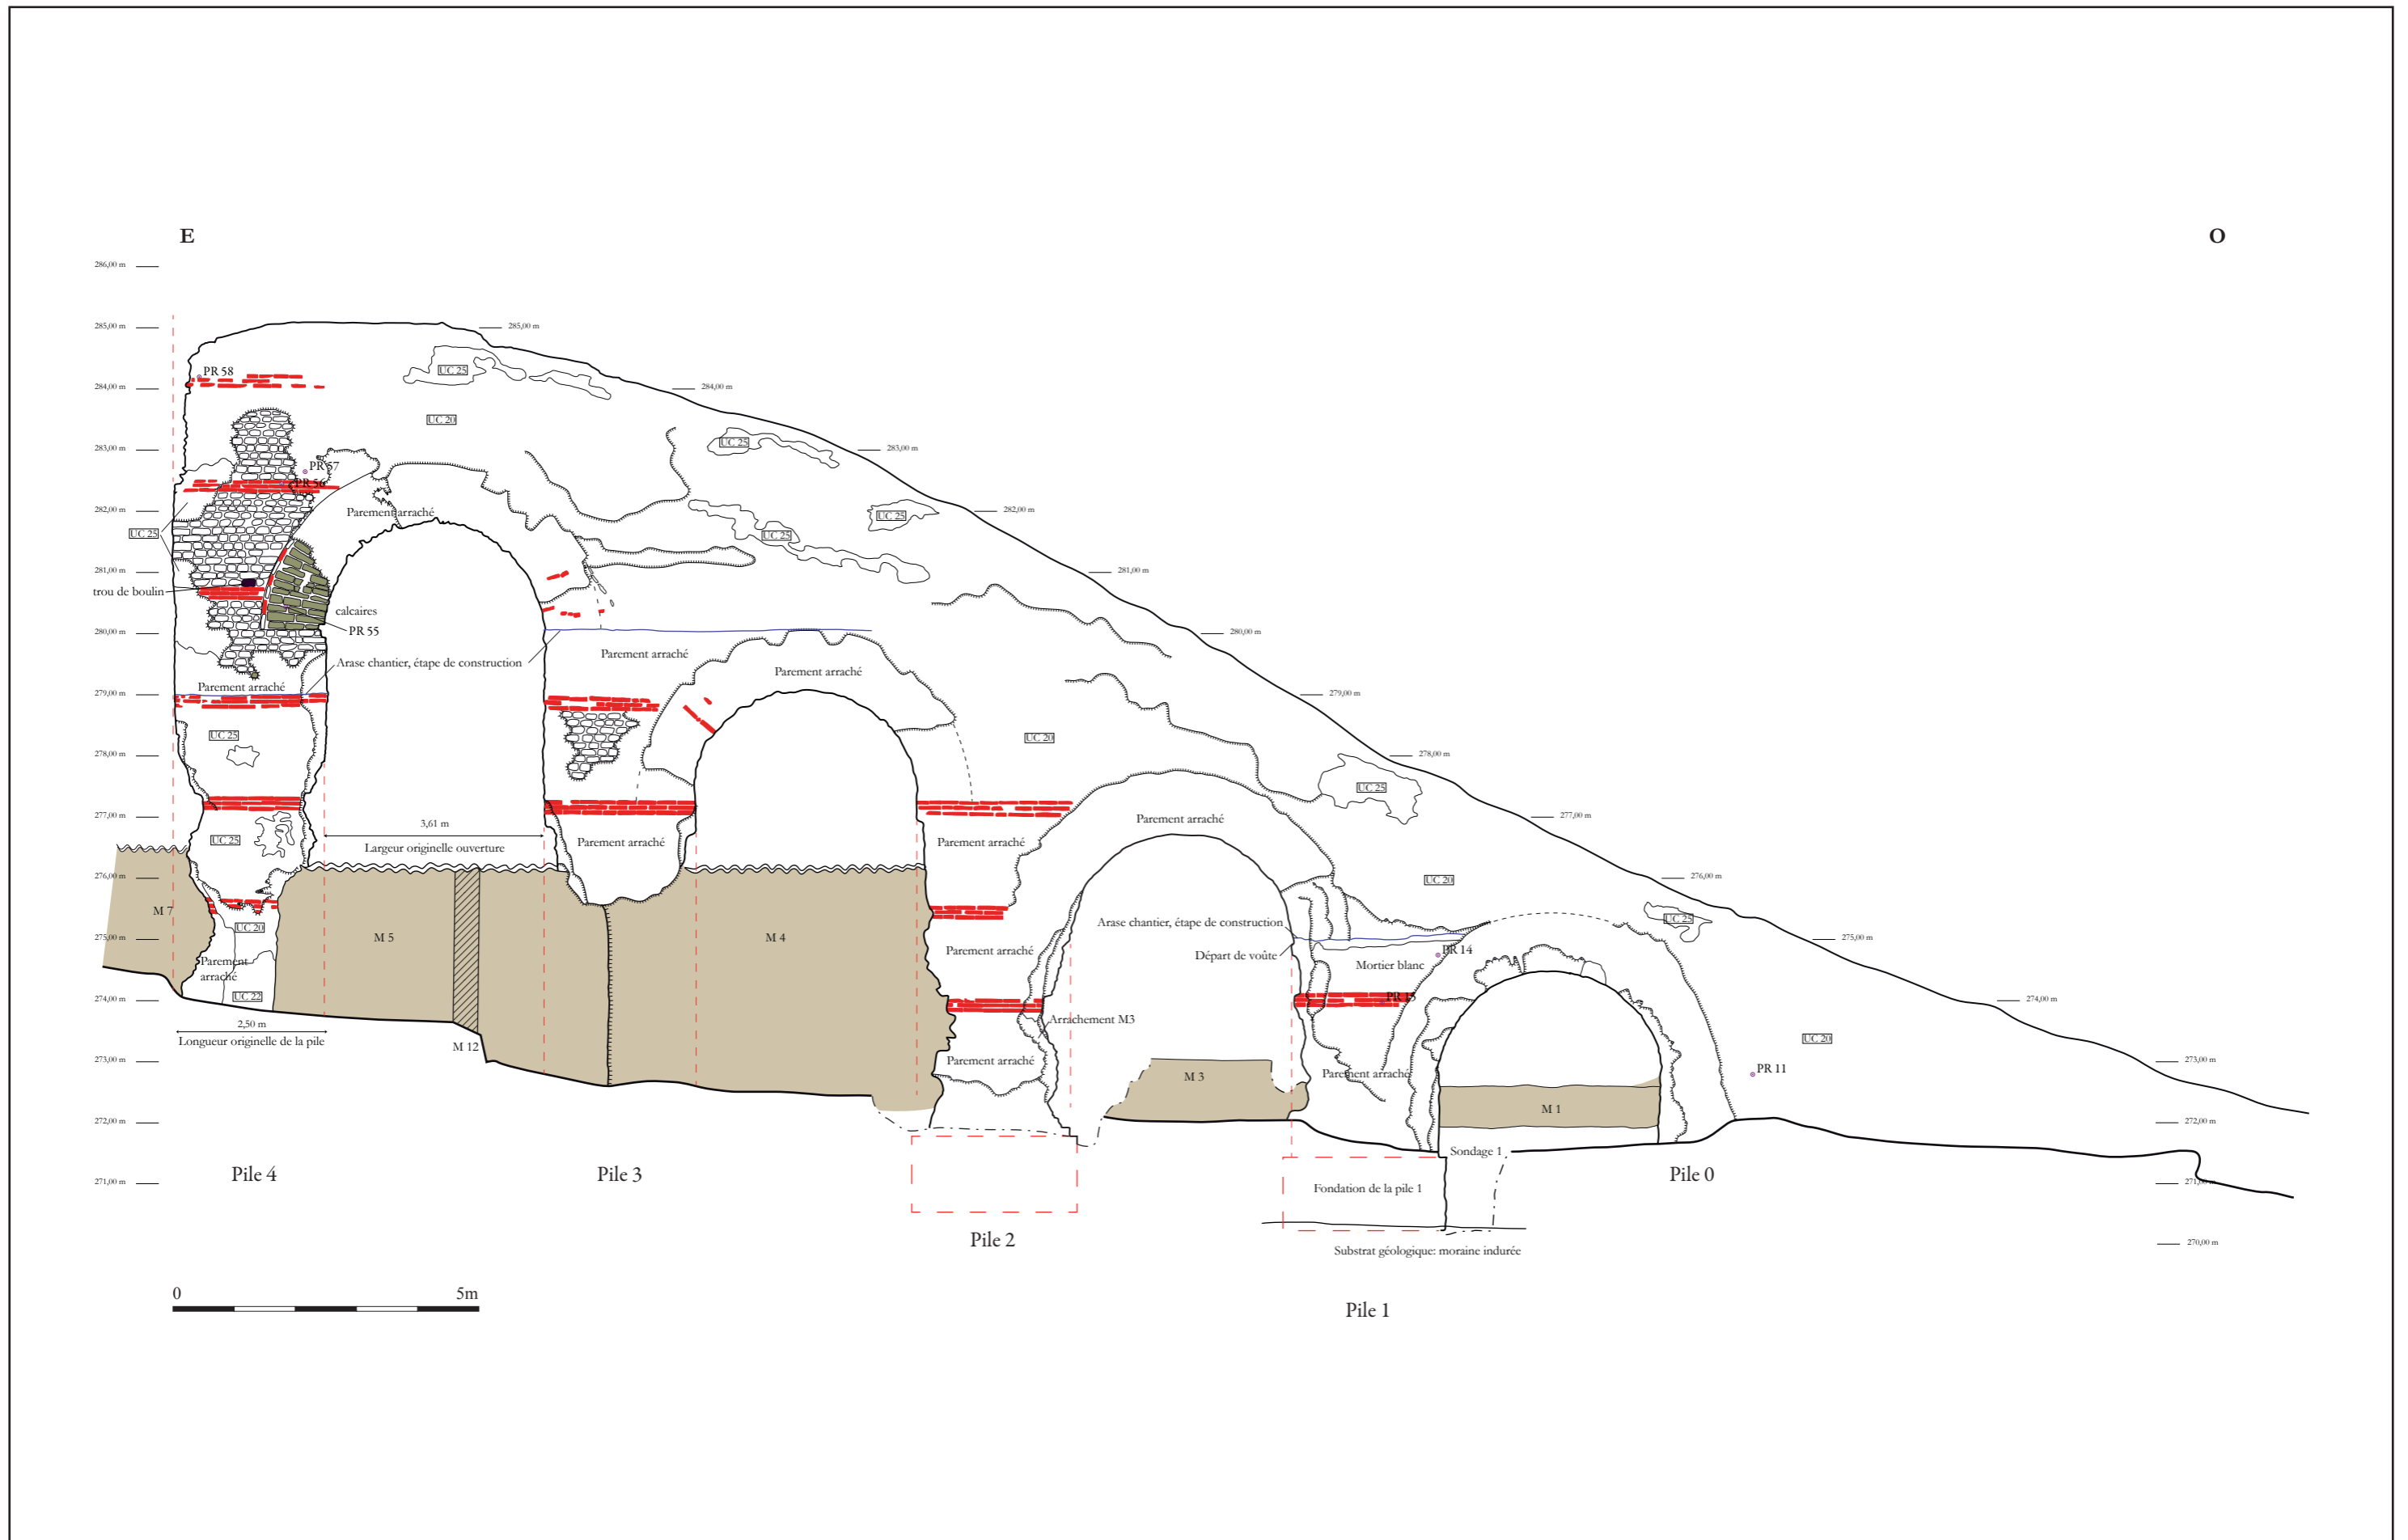 E
O
286,00 m
285,00 m
285,00 m
PR 58
UC 25
284,00 m
284,00 m
UC 20
283,00 m
UC 25
283,00 m
PR 57
PR 56
282,00 m
Parement arraché
UC 25
282,00 m
UC 25
UC 25
281,00 m
281,00 m
trou de boulin
calcaires
PR 55
280,00 m
280,00 m
Parement arraché
Arase chantier, étape de construction
Parement arraché
Parement arraché
279,00 m
279,00 m
UC 25
UC 20
278,00 m
278,00 m
UC 25
277,00 m
277,00 m
3,61 m
Parement arraché
UC 25
Largeur originelle ouverture
Parement arraché
Parement arraché
276,00 m
276,00 m
UC 20
M 7
UC 25
UC 20
Arase chantier, étape de construction
275,00 m
M 5
M 4
275,00 m
Parement arraché
PR 14
Départ de voûte
Parement
arraché
Mortier blanc
UC 22
PR 15
274,00 m
274,00 m
2,50 m
Arrachement M3
Longueur originelle de la pile
M 12
UC 20
273,00 m
Parement arraché
273,00 m
M 3
Parement arraché
PR 11
M 1
272,00 m
272,00 m
Sondage 1
Pile 4
Pile 3
Pile 0
271,00 m
271,00 m
Fondation de la pile 1
Pile 2
270,00 m
Substrat géologique: moraine indurée
0
5m
Pile 1